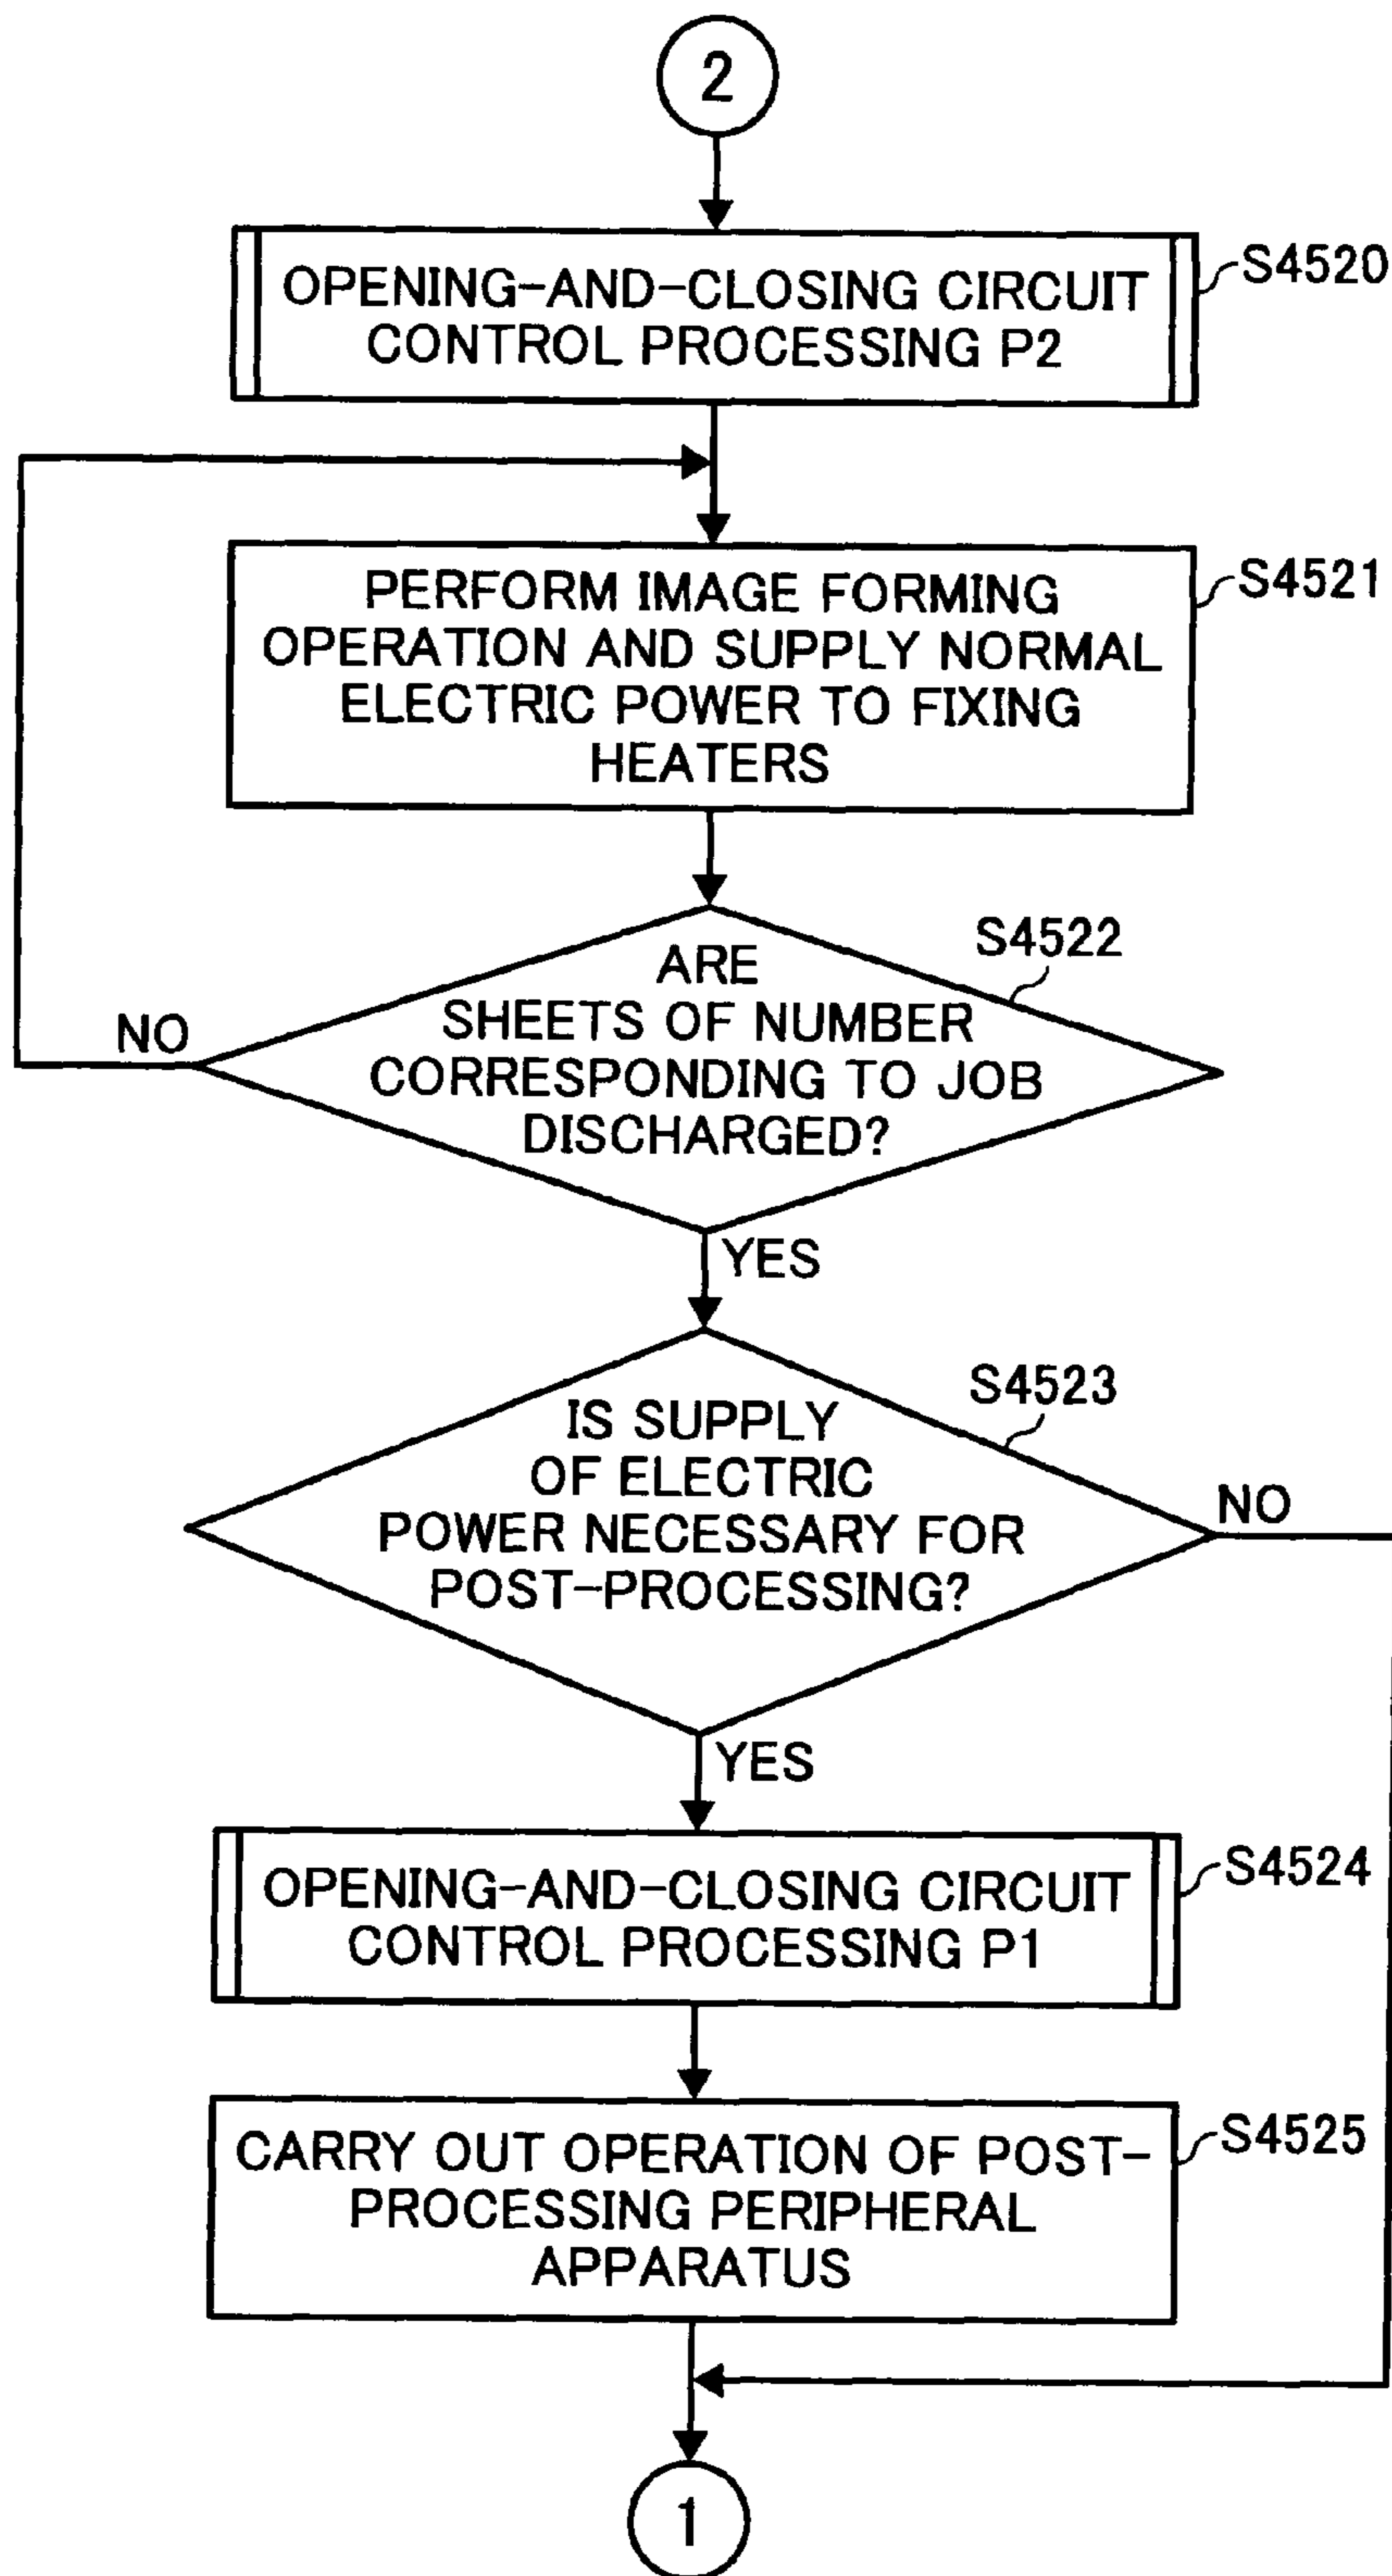 2
OPENING-AND-CLOSING CIRCUIT
CONTROL PROCESSING P2
S4520
PERFORM IMAGE FORMING
OPERATION AND SUPPLY NORMAL
ELECTRIC POWER TO FIXING
HEATERS
S4521
ARE
SHEETS OF NUMBER
CORRESPONDING TO JOB
DISCHARGED?
S4522
NO
YES
IS SUPPLY
OF ELECTRIC
POWER NECESSARY FOR
POST-PROCESSING?
S4523
NO
YES
OPENING-AND-CLOSING CIRCUIT
CONTROL PROCESSING P1
S4524
CARRY OUT OPERATION OF POST-
PROCESSING PERIPHERAL
APPARATUS
S4525
1